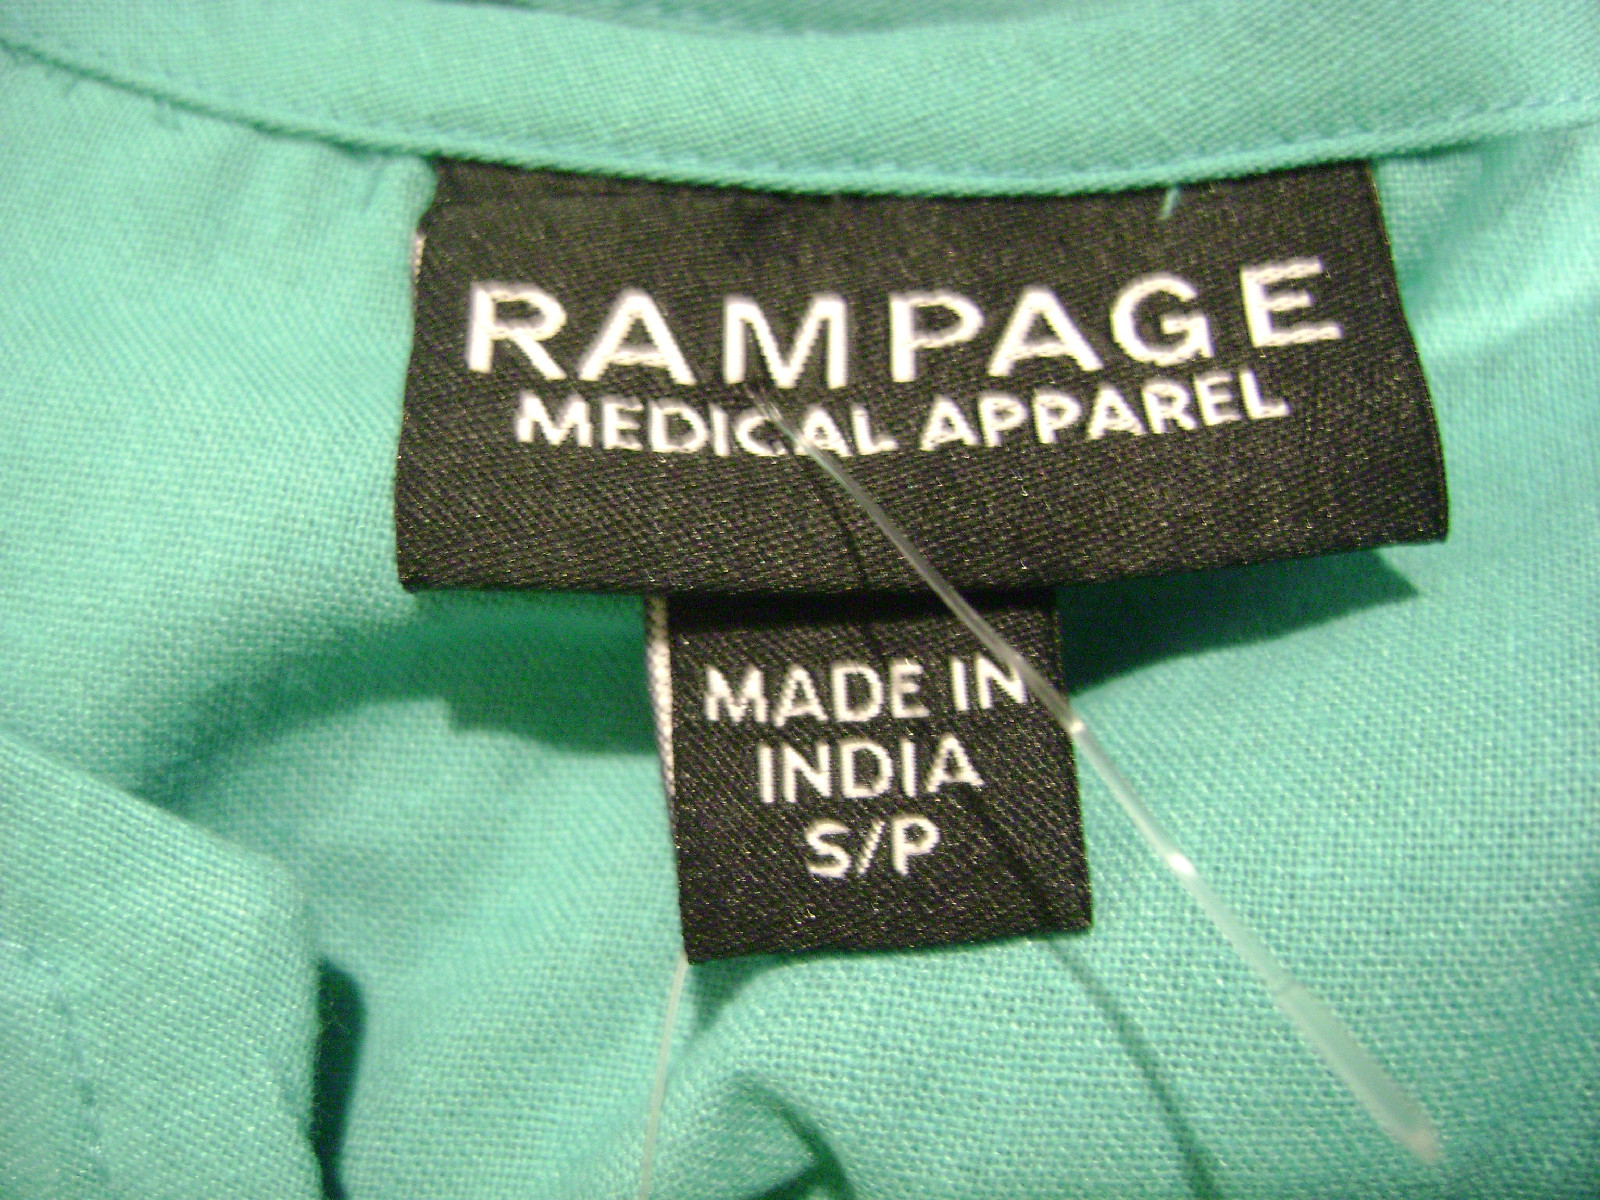 RAMPAGE
MEDICAL APPAREL
MADE IN
INDIA
S/P